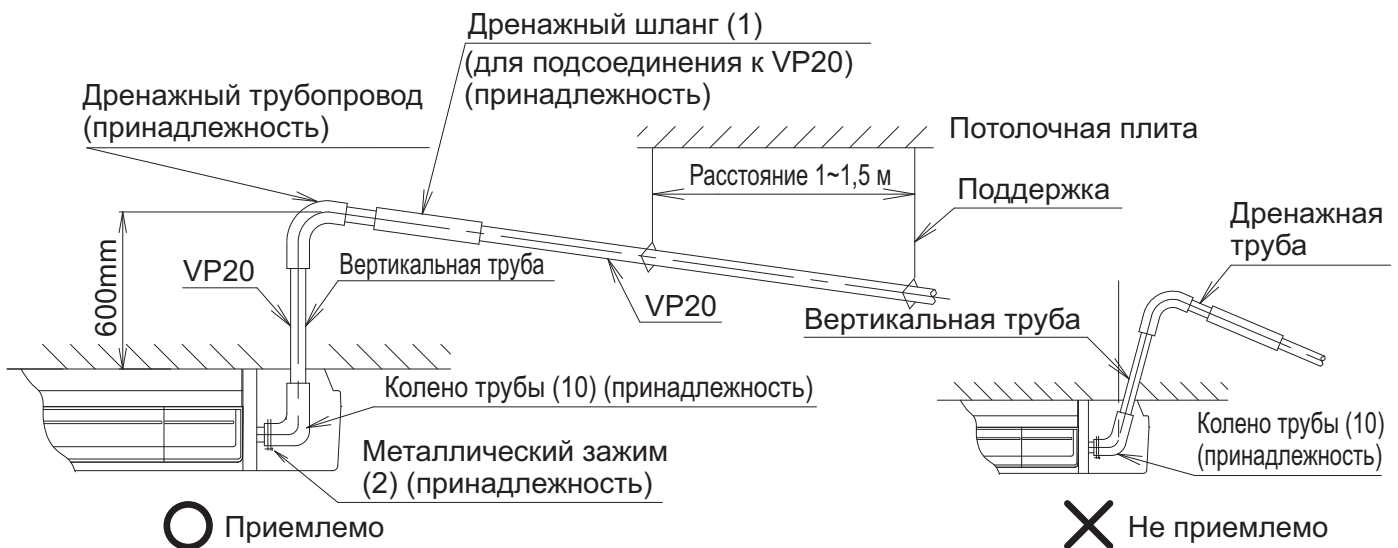 Дренажный шланг (1)
(для подсоединения к VP20)
(принадлежность)
Дренажный трубопровод
(принадлежность)
Потолочная плита
Расстояние 1~1,5 м
Поддержка
Дренажная
труба
600mm
VP20
Вертикальная труба
VP20
Вертикальная труба
Колено трубы (10) (принадлежность)
Металлический зажим
(2) (принадлежность)
Колено трубы (10)
(принадлежность)
Приемлемо
Не приемлемо